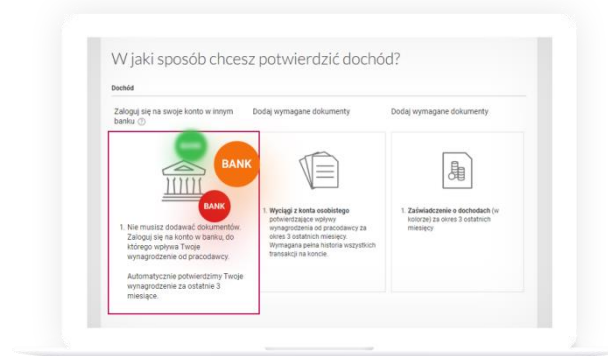 W jaki sposób chcesz potwierdzić dochód?
Dochód
Zaloguj się na swoje konto w innym
banku ?
Dodaj wymagane dokumenty
Dodaj wymagane dokumenty
BANK
BANK
BANK
1. Nie musisz dodawać dokumentów.
Zaloguj się na konto w banku, do
którego wpływa Twoje
wynagrodzenie od pracodawcy.
Automatycznie potwierdzimy Twoje
wynagrodzenie za ostatnie 3
miesiące.
1. Wyciągi z konta osobistego
potwierdzające wpływy
wynagrodzenia od pracodawcy za
okres 3 ostatnich miesięcy.
Wymagana pełna historia wszystkich
transakcji na koncie.
1. Zaświadczenie o dochodach (w
kolorze) za okres 3 ostatnich
miesięcy